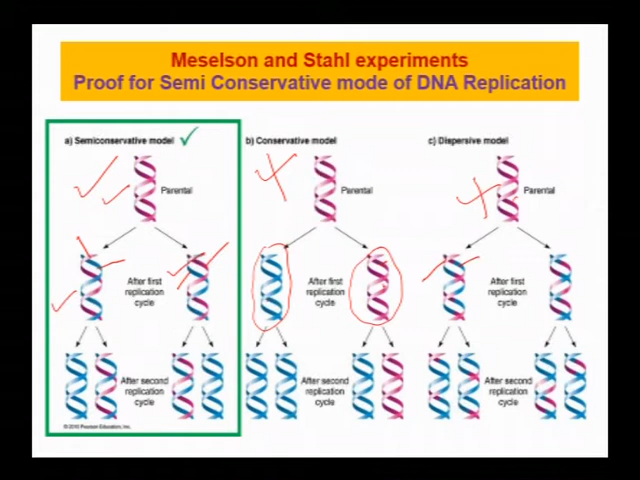 Meselson and Stahl experiments
Proof for Semi Conservative mode of DNA Replication
a) Semiconservative model
Parental
After first
replication
cycle
After second
replication
cycle
© 2010 Pearson Education, Inc.
b) Conservative model
Parental
After first
replication
cycle
After second
replication
cycle
c) Dispersive model
Parental
After first
replication
cycle
After second
replication
cycle